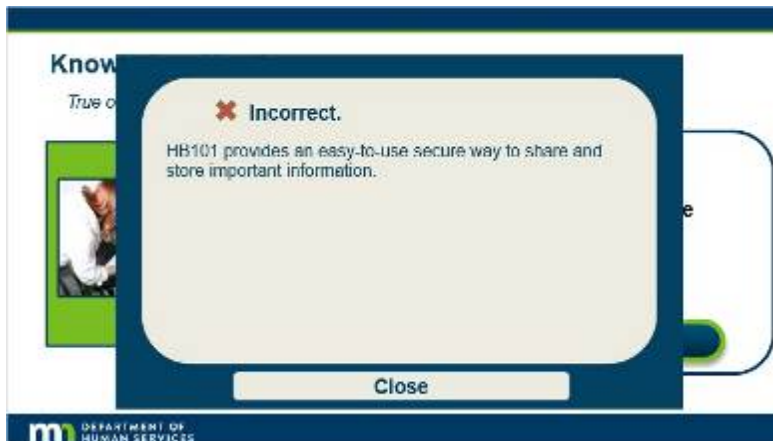 Know
True o
Incorrect.
HB101 provides an easy-to-use secure way to share and
store important information.
e
Close
DEPARTMENT OF
HUMAN SERVICES